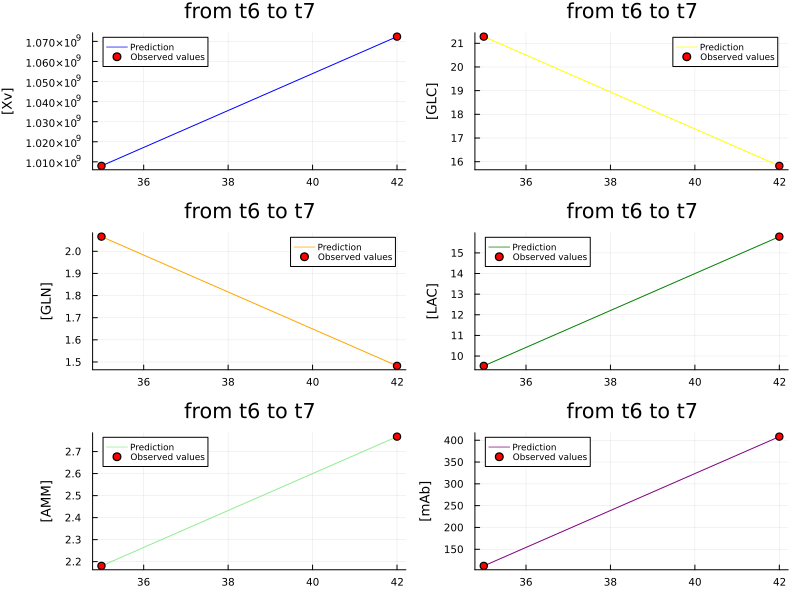 from t6 to t7
1.070×10⁹
1.060×10⁹
1.050×10⁹
1.040×10⁹
1.030×10⁹
1.020×10⁹
1.010×10⁹
[Xv]
Prediction
Observed values
36 38 40 42
from t6 to t7
21
20
19
18
17
16
[GLC]
Prediction
Observed values
36 38 40 42
from t6 to t7
2.0
1.9
1.8
1.7
1.6
1.5
[GLN]
Prediction
Observed values
36 38 40 42
from t6 to t7
15
14
13
12
11
10
[LAC]
Prediction
Observed values
36 38 40 42
from t6 to t7
2.7
2.6
2.5
2.4
2.3
2.2
[AMM]
Prediction
Observed values
36 38 40 42
from t6 to t7
400
350
300
250
200
150
[mAb]
Prediction
Observed values
36 38 40 42